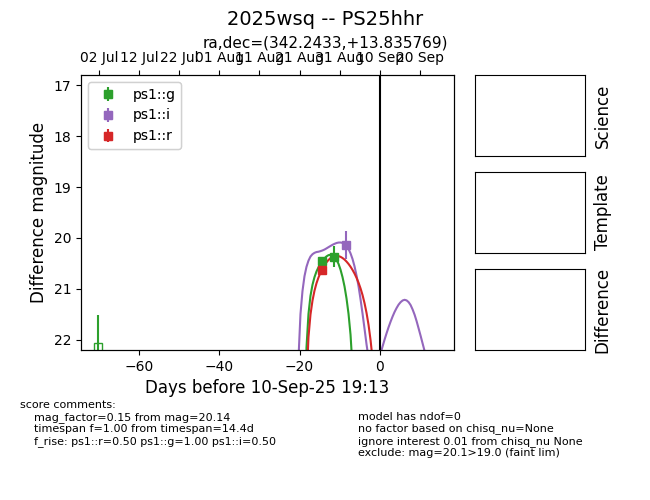 2025wsq -- PS25hhr
ra,dec=(342.2433,+13.835769)
02 Jul 12 Jul 22 Jul 01 Aug 11 Aug 21 Aug 31 Aug 10 Sep 20 Sep
17
18
19
20
21
22
Difference magnitude
ps1::g
ps1::i
ps1::r
−60 −40 −20 0
Days before 10-Sep-25 19:13
Science
Template
Difference
score comments:
mag_factor=0.15 from mag=20.14
timespan f=1.00 from timespan=14.4d
f_rise: ps1::r=0.50 ps1::g=1.00 ps1::i=0.50
model has ndof=0
no factor based on chisq_nu=None
ignore interest 0.01 from chisq_nu None
exclude: mag=20.1>19.0 (faint lim)